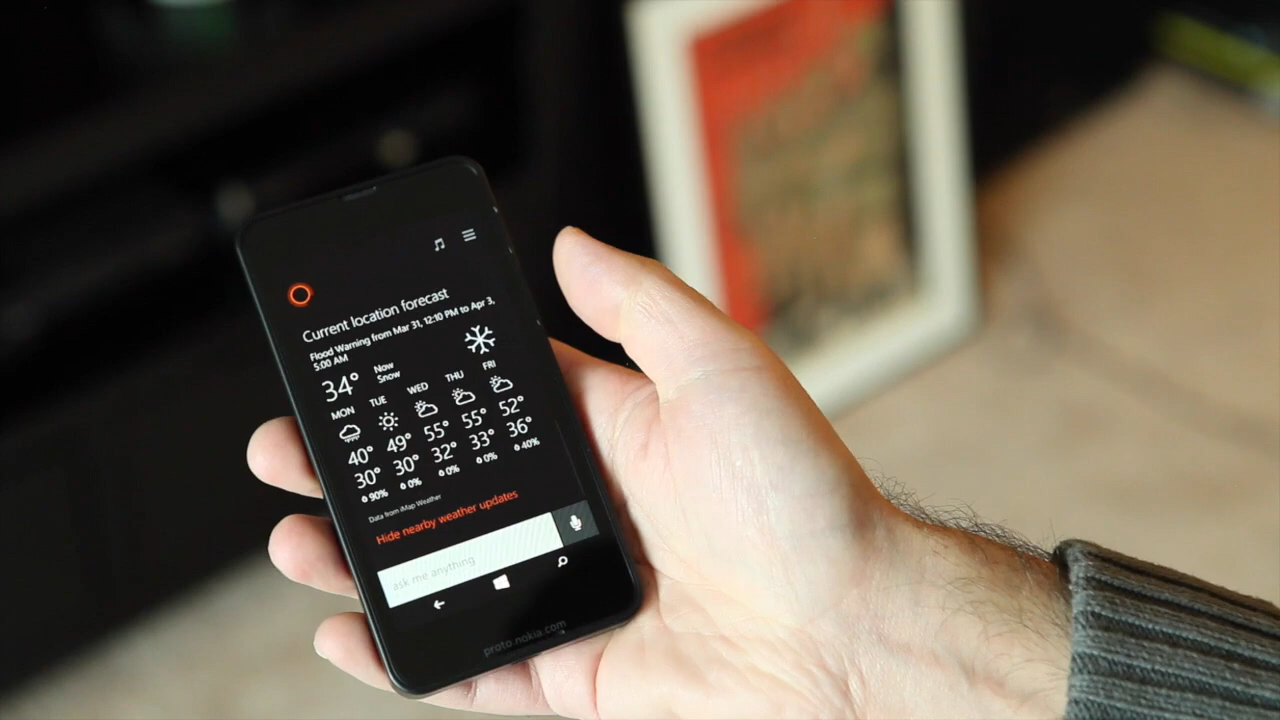 Current location forecast
Flood Warning from Mar 31, 12:10 PM to Apr 3,
5:00 AM
34° Now
Snow
MON TUE WED THU FRI
40° 49° 55° 55° 52°
30° 30° 32° 33° 36°
90% 0% 0% 0% 40%
Data from iMap Weather
Hide nearby weather updates
ask me anything
proto.nokia.com